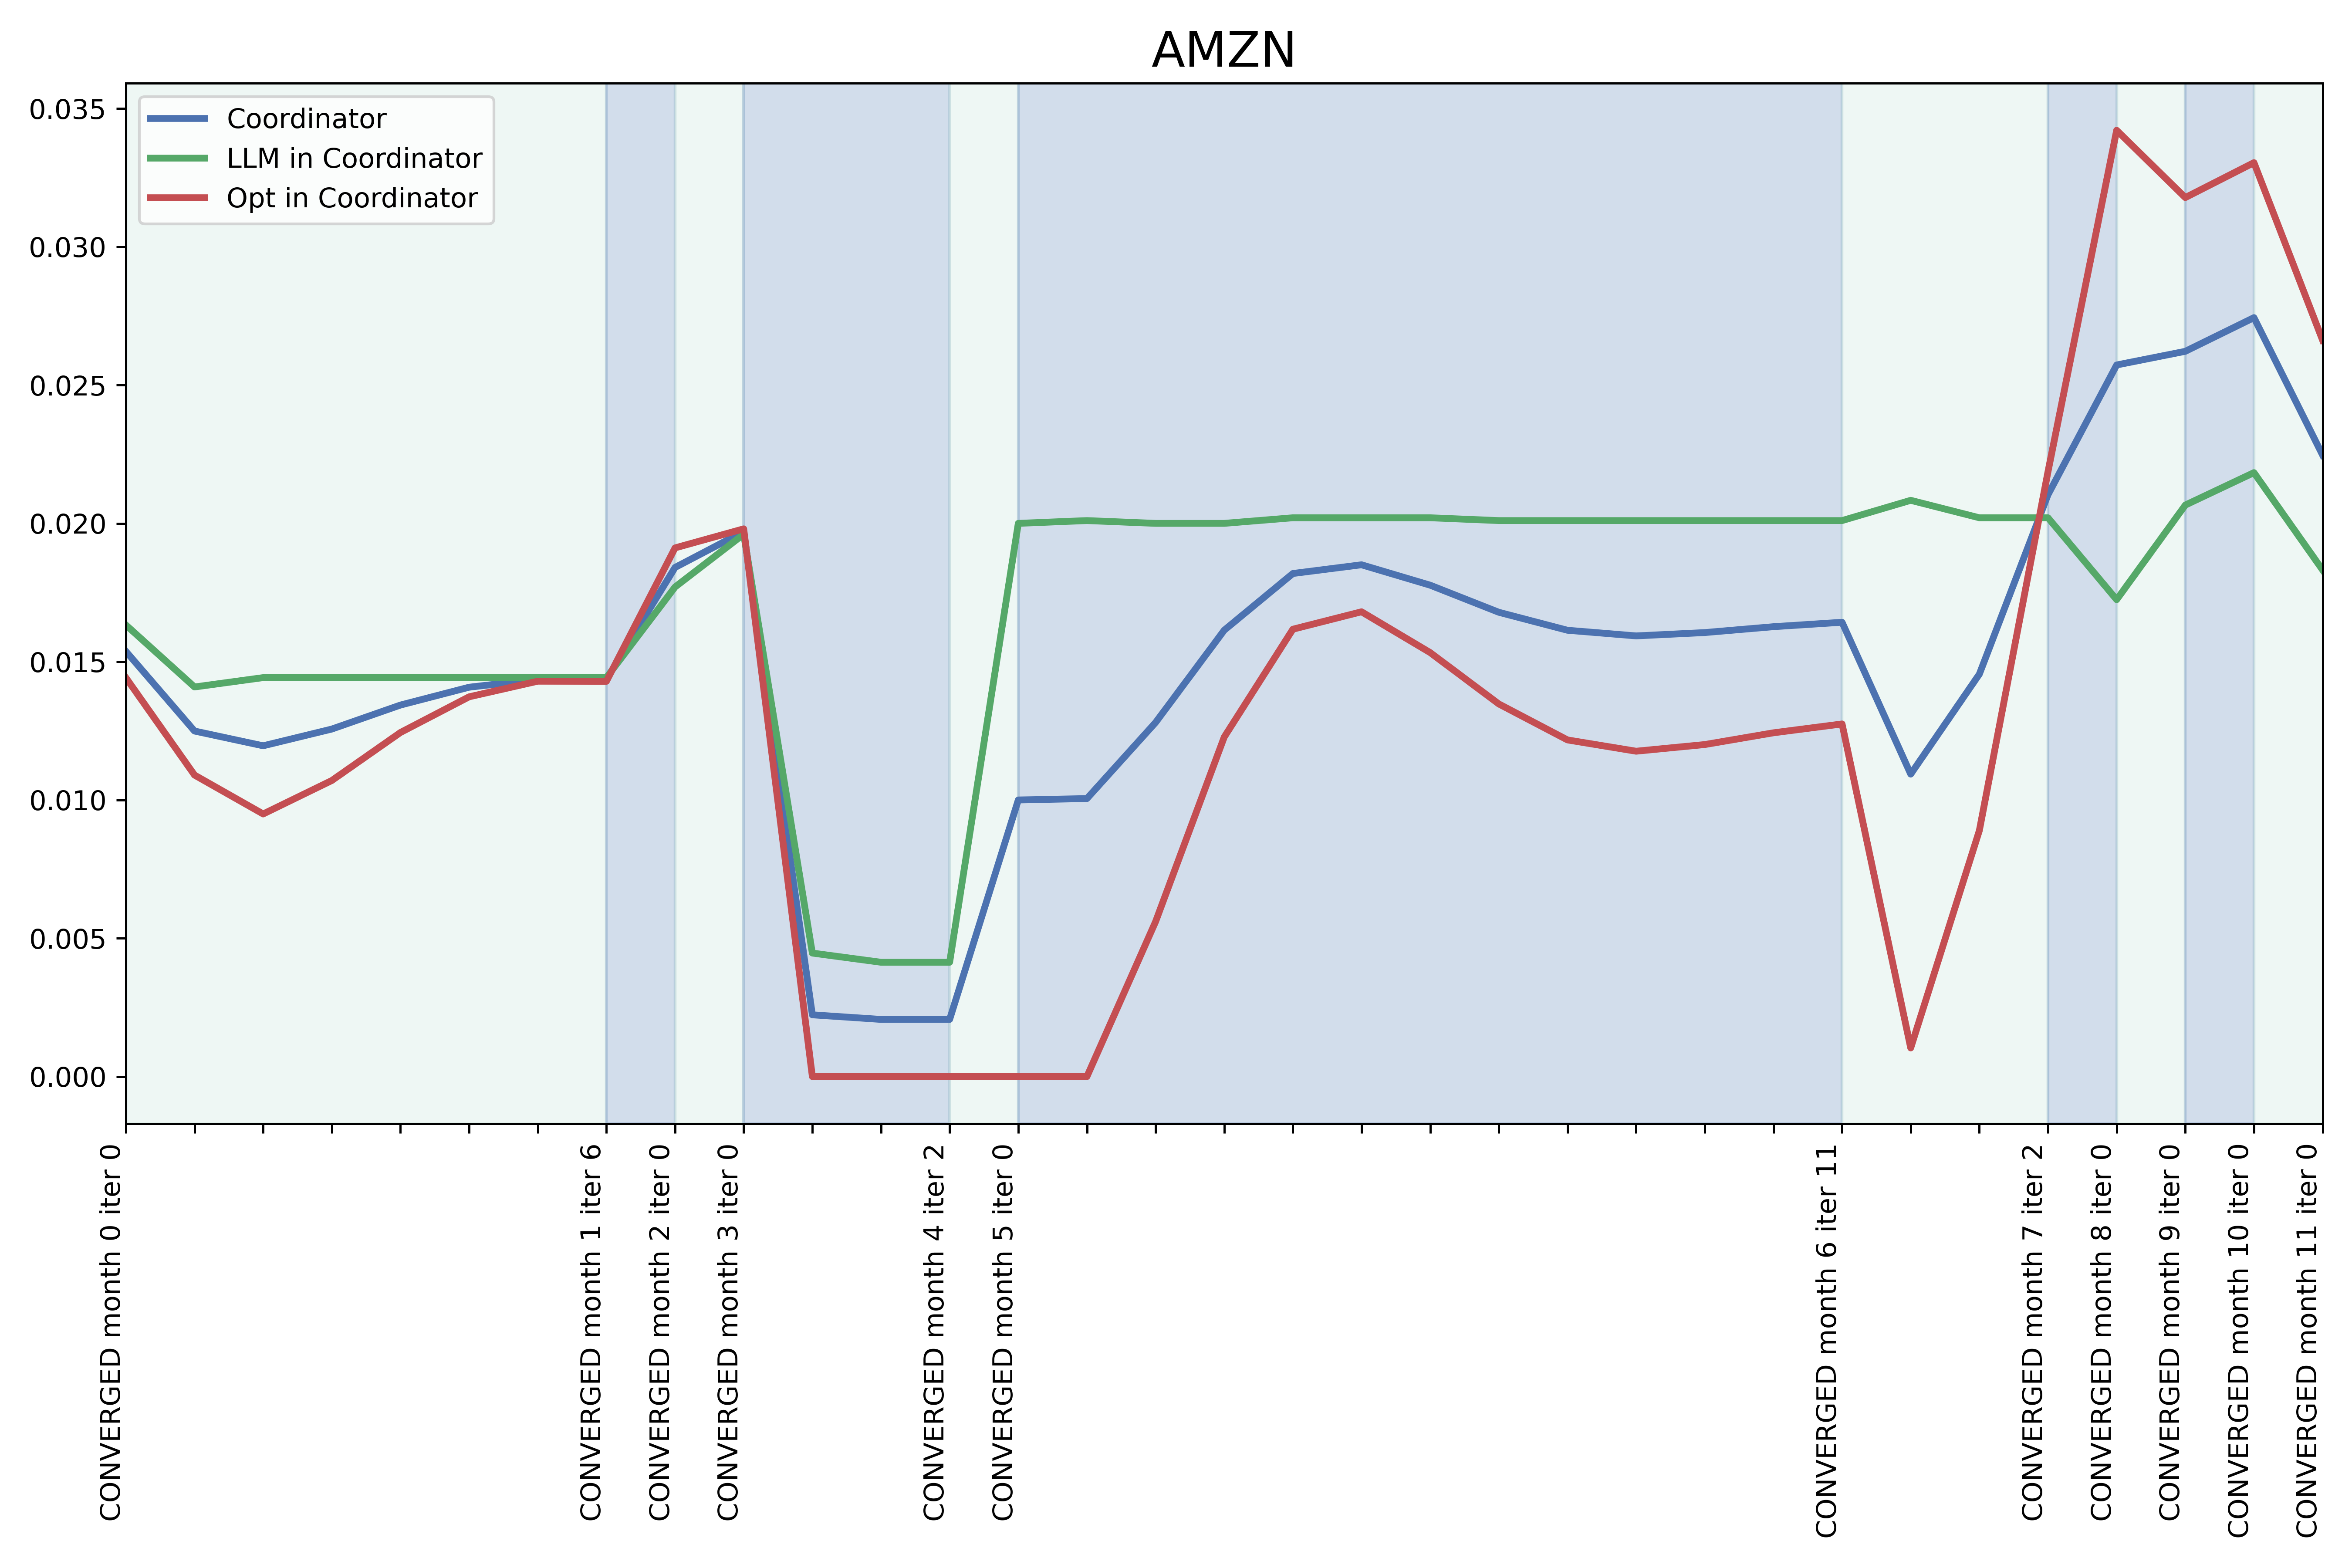 AMZN
Coordinator
LLM in Coordinator
Opt in Coordinator
0.035
0.030
0.025
0.020
0.015
0.010
0.005
0.000
CONVERGED month 0 iter 0
CONVERGED month 1 iter 6
CONVERGED month 2 iter 0
CONVERGED month 3 iter 0
CONVERGED month 4 iter 2
CONVERGED month 5 iter 0
CONVERGED month 6 iter 11
CONVERGED month 7 iter 2
CONVERGED month 8 iter 0
CONVERGED month 9 iter 0
CONVERGED month 10 iter 0
CONVERGED month 11 iter 0